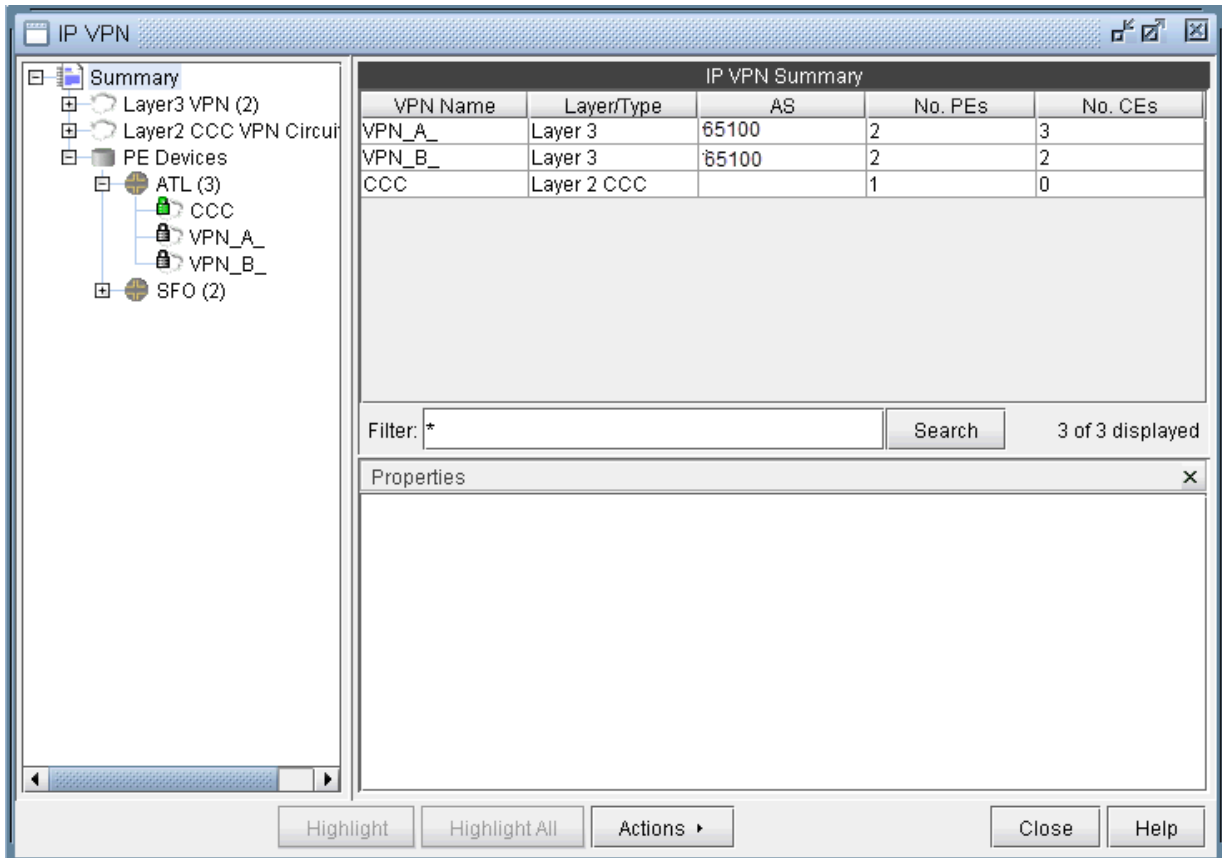 IP VPN
Summary
Layer3 VPN (2)
Layer2 CCC VPN Circuit
PE Devices
ATL (3)
CCC
VPN_A_
VPN_B_
SFO (2)
IP VPN Summary
VPN Name Layer/Type AS No. PEs No. CEs
VPN_A_ Layer 3 65100 2 3
VPN_B_ Layer 3 65100 2 2
CCC Layer 2 CCC 1 0
Filter: * Search 3 of 3 displayed
Properties
Highlight Highlight All Actions Close Help